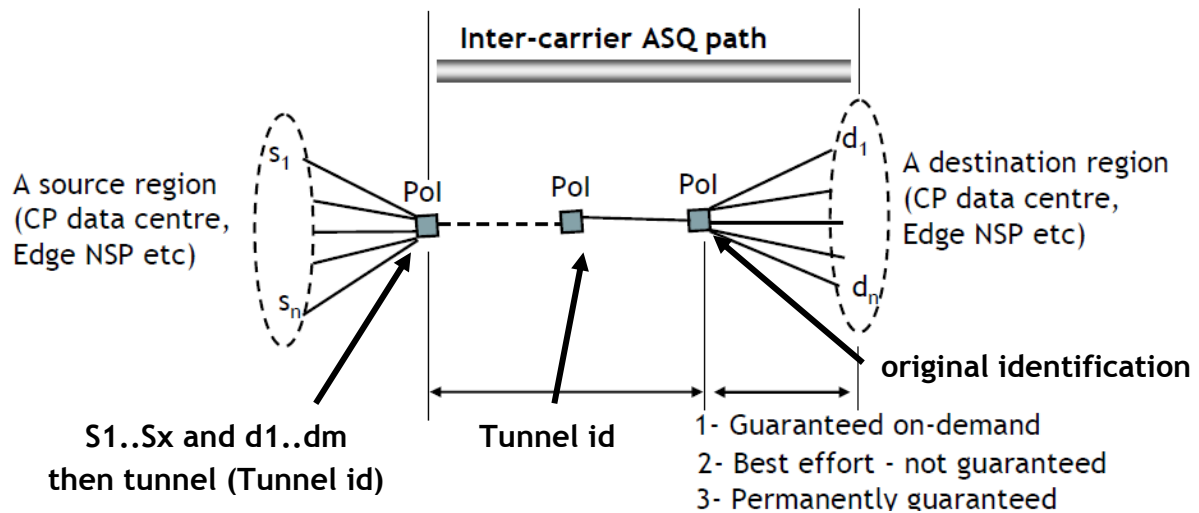 Inter-carrier ASQ path
s1
d1
A source region
(CP data centre,
Edge NSP etc)
PoI
PoI
PoI
A destination region
(CP data centre,
Edge NSP etc)
sn
dn
original identification
S1..Sx and d1..dm
then tunnel (Tunnel id)
Tunnel id
1- Guaranteed on-demand
2- Best effort - not guaranteed
3- Permanently guaranteed